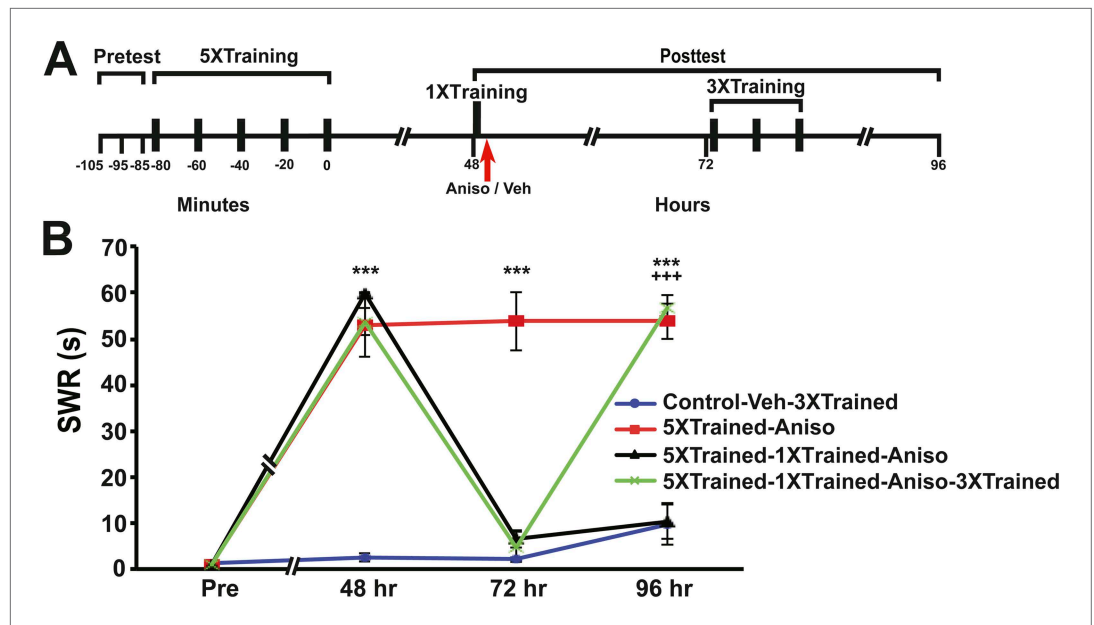 A
Pretest 5XTraining Posttest
1XTraining 3XTraining
-105 -95 -85 -80 -60 -40 -20 0 48 72 96
Aniso / Veh
Minutes Hours
B
SWR (s)
70
60
50
40
30
20
10
0
*** *** ***
+++
Control-Veh-3XTrained
5XTrained-Aniso
5XTrained-1XTrained-Aniso
5XTrained-1XTrained-Aniso-3XTrained
Pre 48 hr 72 hr 96 hr